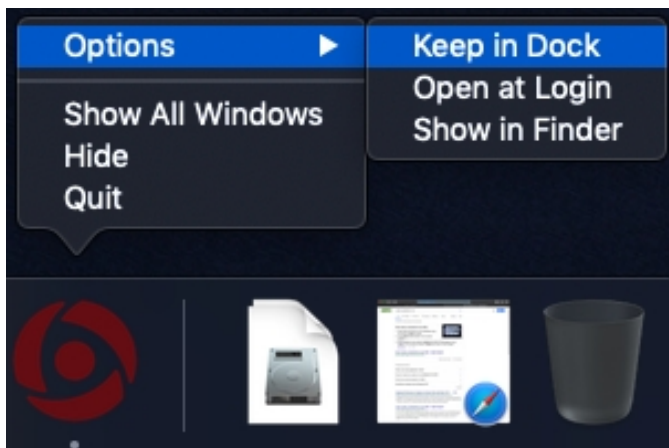 Options
Show All Windows
Hide
Quit
Keep in Dock
Open at Login
Show in Finder